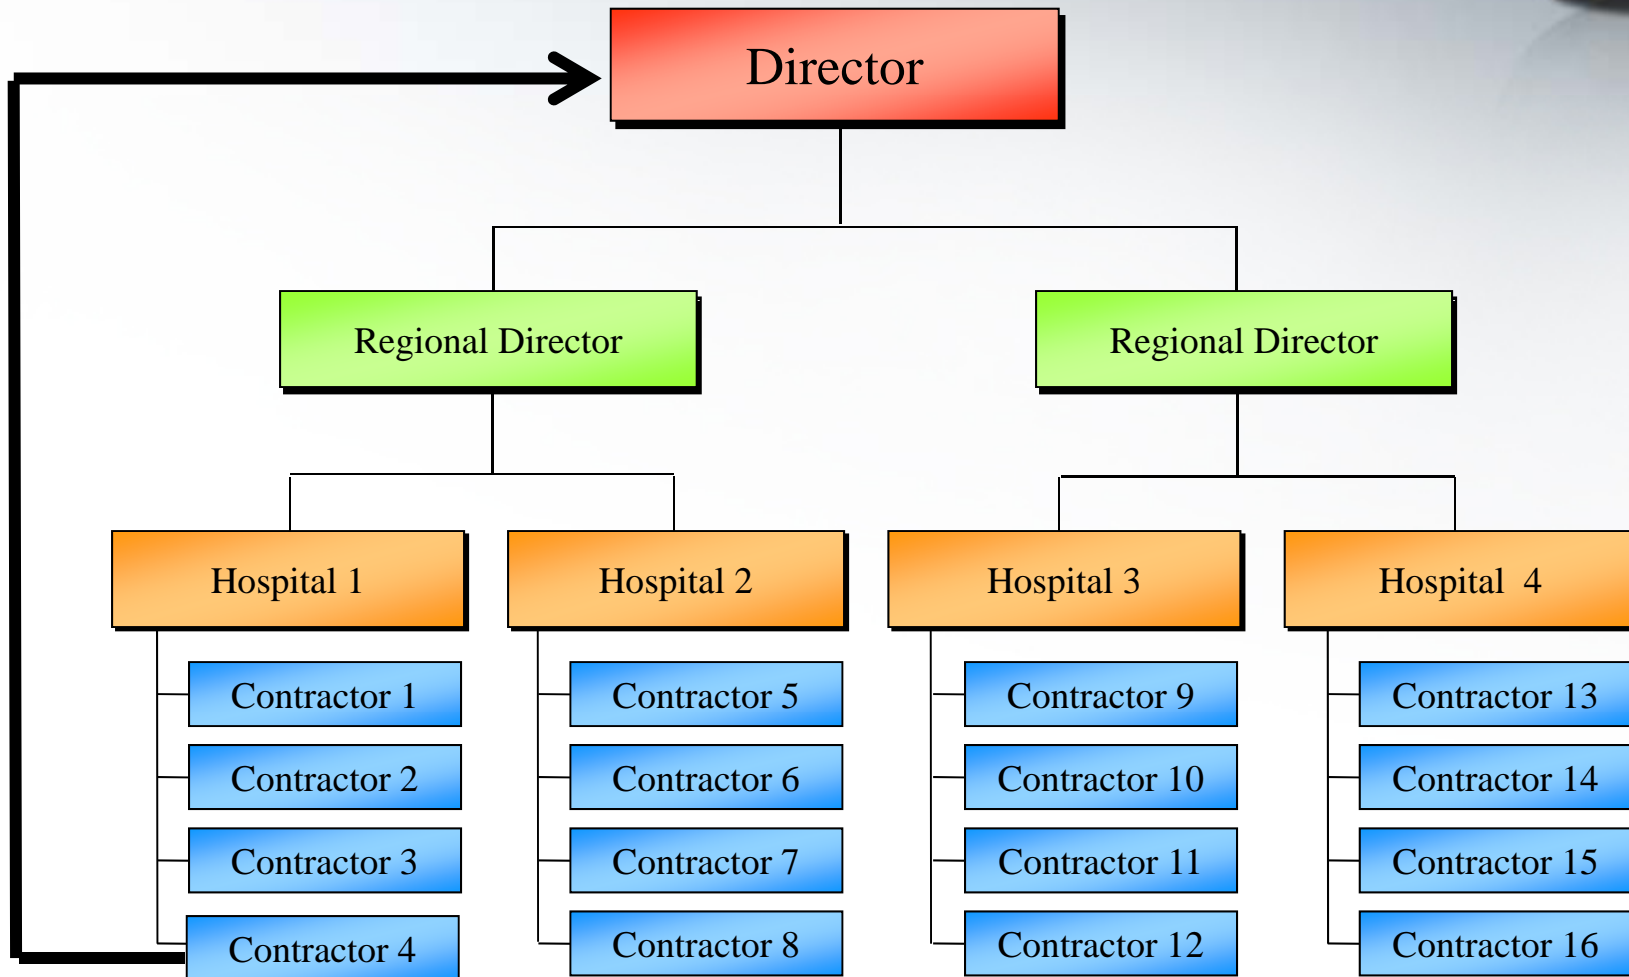 Director
Regional Director
Regional Director
Hospital 1
Hospital 2
Hospital 3
Hospital  4
Contractor 1
Contractor 5
Contractor 9
Contractor 13
Contractor 2
Contractor 6
Contractor 10
Contractor 14
Contractor 3
Contractor 7
Contractor 11
Contractor 15
Contractor 4
Contractor 8
Contractor 12
Contractor 16